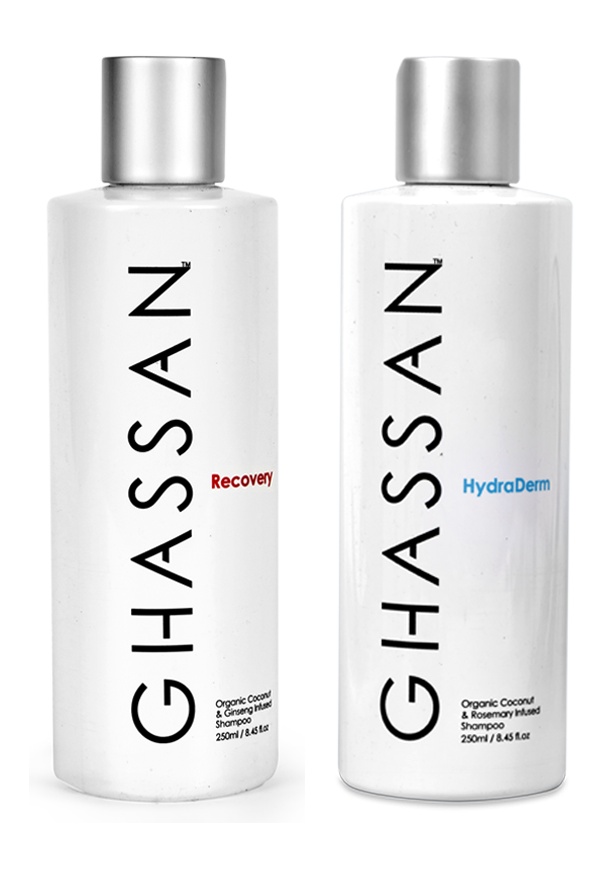 GHASSAN™
Recovery
Organic Coconut
& Ginseng Infused
Shampoo
250ml / 8.45 fl.oz
GHASSAN™
HydraDerm
Organic Coconut
& Rosemary Infused
Shampoo
250ml / 8.45 fl.oz